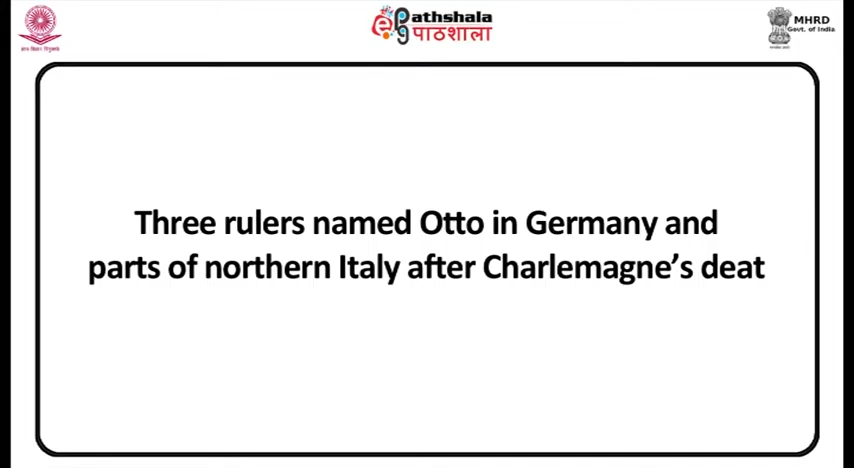 ePathshala
पाठशाला
MHRD
Govt. of India
Three rulers named Otto in Germany and
parts of northern Italy after Charlemagne's deat